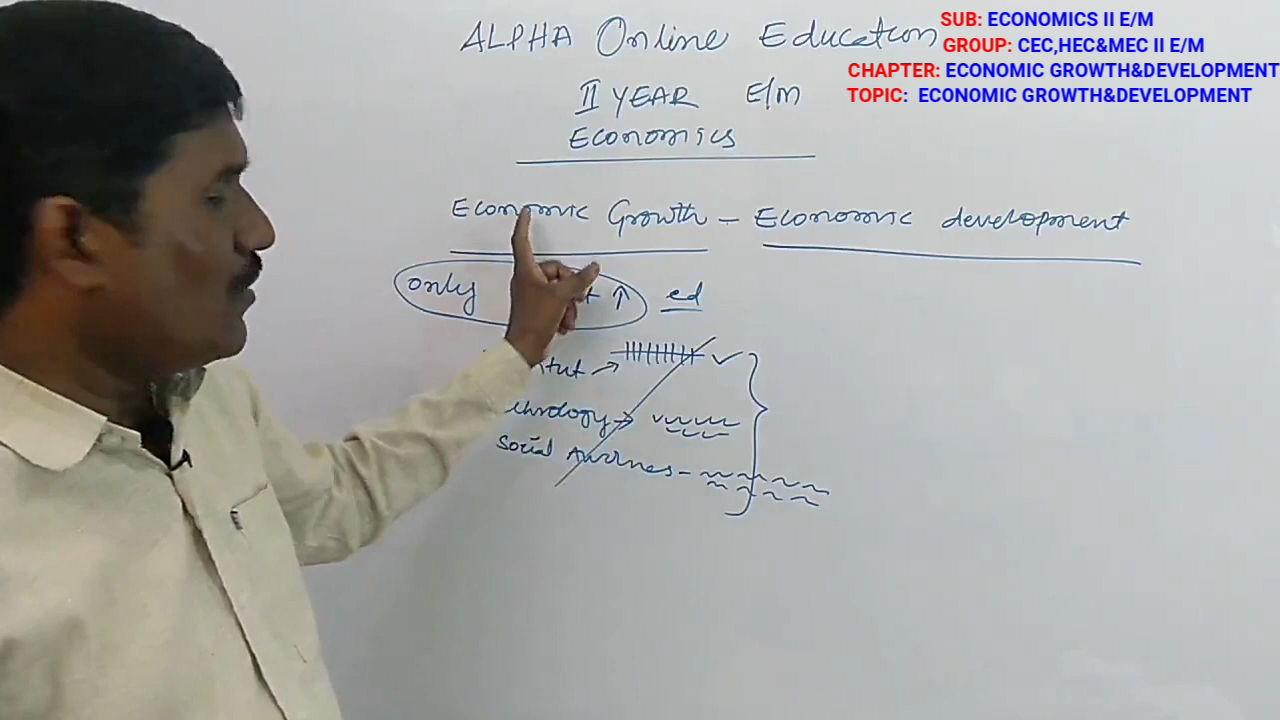 ALPHA Online Education
SUB: ECONOMICS II E/M
GROUP: CEC,HEC&MEC II E/M
CHAPTER: ECONOMIC GROWTH&DEVELOPMENT
TOPIC: ECONOMIC GROWTH&DEVELOPMENT
II YEAR E/M
ECONOMICS
Economic Growth - Economic development
only ↑ ed
social